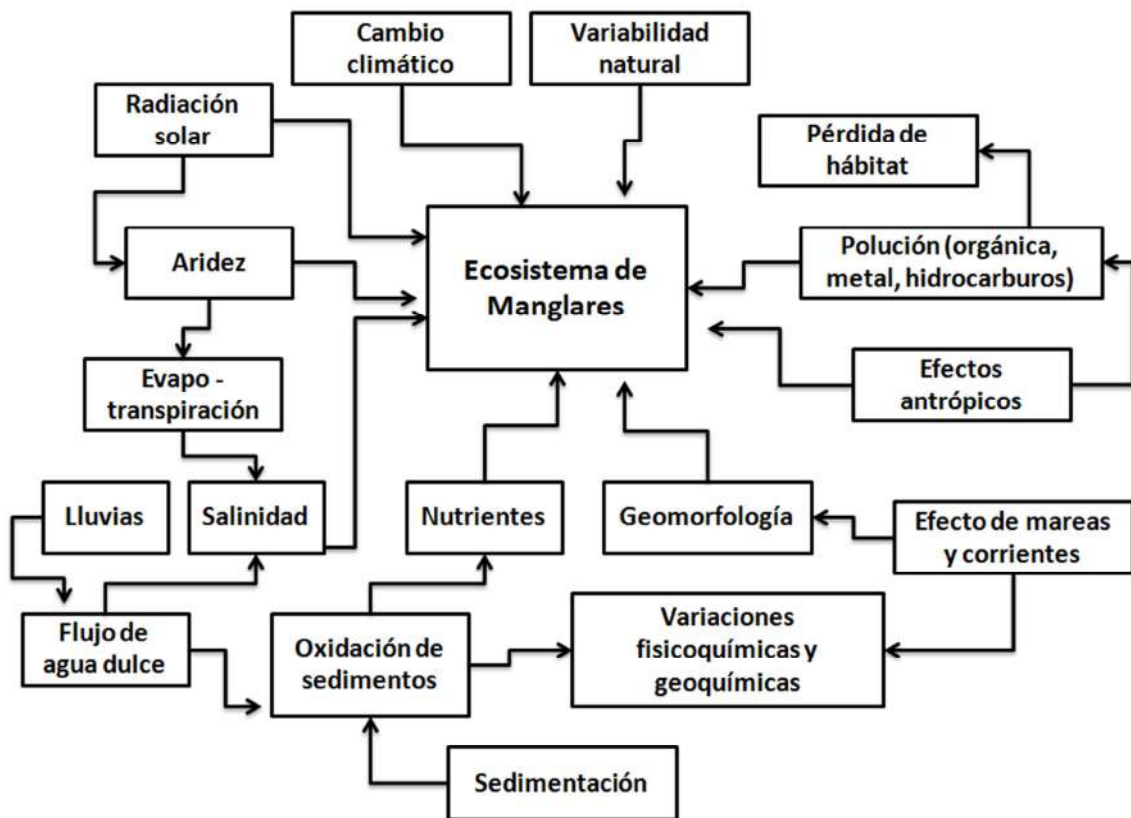 Cambio
climático
Variabilidad
natural
Radiación
solar
Pérdida de
hábitat
Aridez
Ecosistema de
Manglares
Polución (orgánica,
metal, hidrocarburos)
Evapo -
transpiración
Efectos
antrópicos
Lluvias
Salinidad
Nutrientes
Geomorfología
Efecto de mareas
y corrientes
Flujo de
agua dulce
Oxidación de
sedimentos
Variaciones
fisicoquímicas y
geoquímicas
Sedimentación